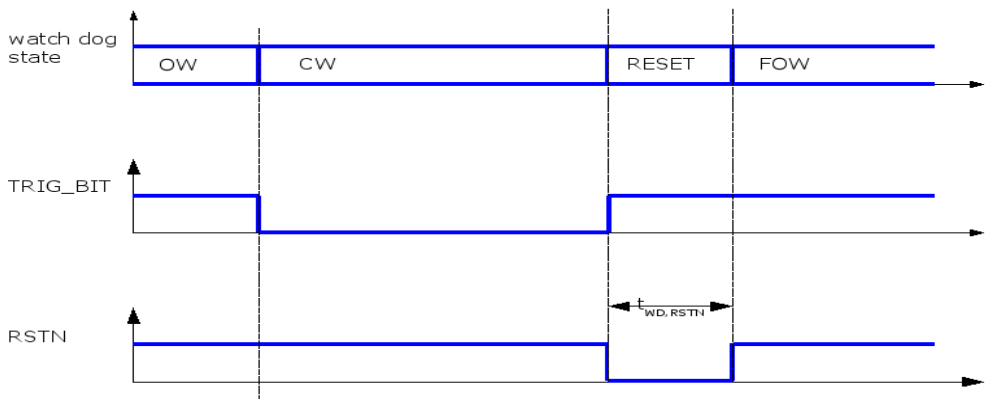 watch dog
state
OW
CW
RESET
FOW
TRIG_BIT
t WD, RSTN
RSTN